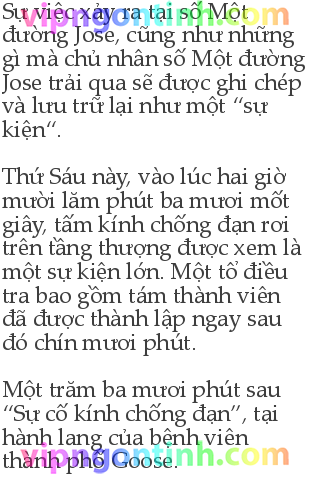 Sự việc xảy ra tại số Một
đường Jose, cũng như những
gì mà chủ nhân số Một đường
Jose trải qua sẽ được ghi chép
và lưu trữ lại như một “sự
kiện“.
Thứ Sáu này, vào lúc hai giờ
mười lăm phút ba mươi mốt
giây, tấm kính chống đạn rơi
trên tầng thượng được xem là
một sự kiện lớn. Một tổ điều
tra bao gồm tám thành viên
đã được thành lập ngay sau
đó chín mươi phút.
Một trăm ba mươi phút sau
“Sự cố kính chống đạn”, tại
hành lang của bệnh viên
thành phố Goose.
vipngontinh.com
vipngontinh.com